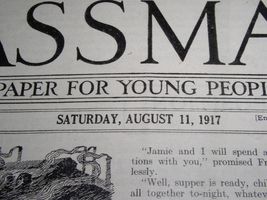 ASSMA
PAPER FOR YOUNG PEOPL
SATURDAY, AUGUST 11, 1917
[En
"Jamie and I will spend a
tions with you," promised Fr
lessly.
"Well, supper is ready, chi
all together to-night, whatev